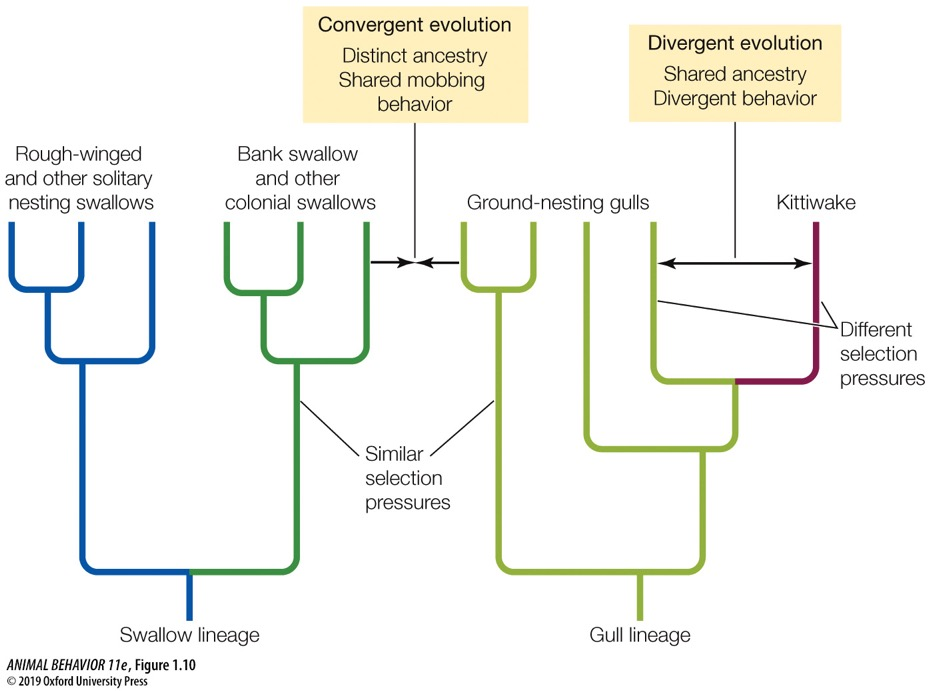 Convergent evolution
Distinct ancestry
Shared mobbing
behavior
Divergent evolution
Shared ancestry
Divergent behavior
Rough-winged
and other solitary
nesting swallows
Bank swallow
and other
colonial swallows
Ground-nesting gulls
Kittiwake
Different
selection
pressures
Similar
selection
pressures
Swallow lineage
Gull lineage
ANIMAL BEHAVIOR 11e, Figure 1.10
© 2019 Oxford University Press